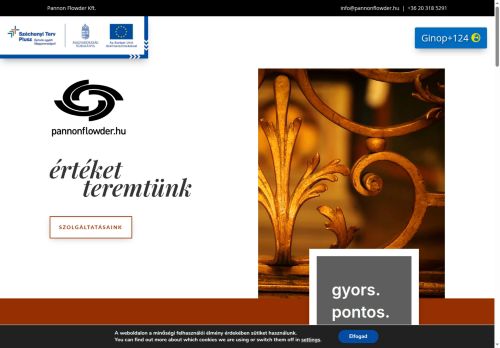 Pannon Flowder Kft.
info@pannonflowder.hu | +36 20 318 5291
Széchenyi Terv
Plusz
MAGYARORSZÁG
KORMÁNYA
Ginop+124
pannonflowder.hu
értéket
teremtünk
SZOLGÁLTATÁSAINK
gyors.
pontos.
A weboldalon a minőségi felhasználói élmény érdekében sütiket használunk.
You can find out more about which cookies we are using or switch them off in settings.
Elfogad